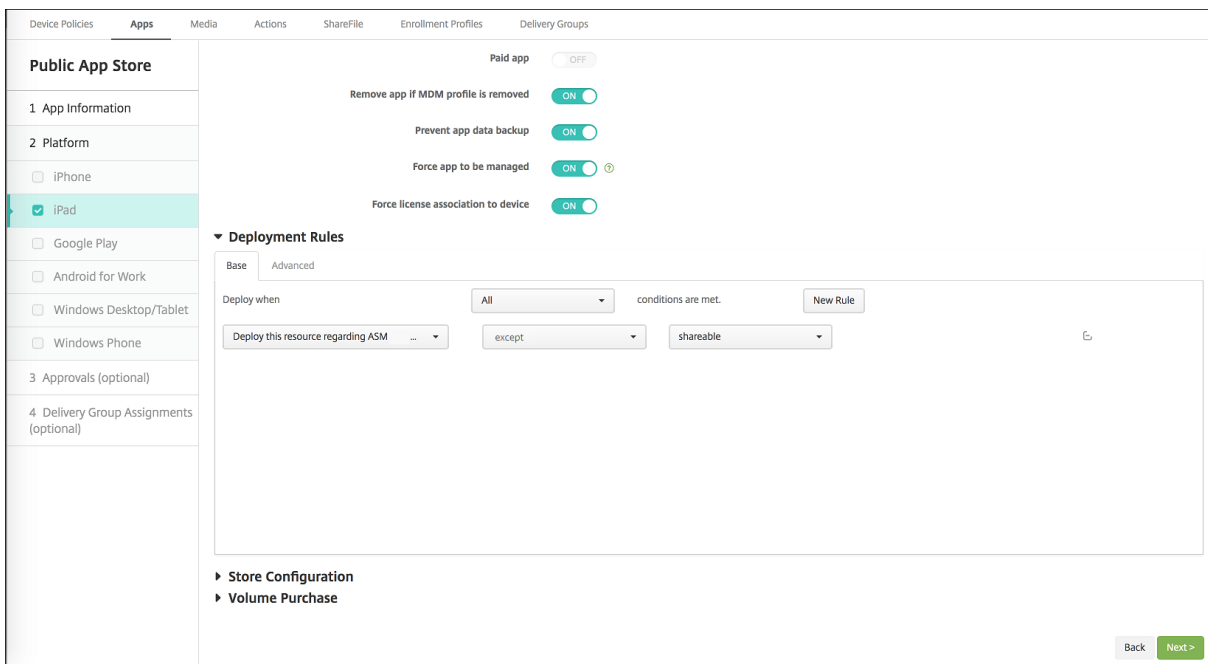 Device Policies Apps Media Actions ShareFile Enrollment Profiles Delivery Groups
Public App Store
1 App Information
2 Platform
iPhone
iPad
Google Play
Android for Work
Windows Desktop/Tablet
Windows Phone
3 Approvals (optional)
4 Delivery Group Assignments
(optional)
Paid app OFF
Remove app if MDM profile is removed ON
Prevent app data backup ON
Force app to be managed ON ?
Force license association to device ON
Deployment Rules
Base Advanced
Deploy when All conditions are met. New Rule
Deploy this resource regarding ASM ... except shareable
Store Configuration
Volume Purchase
Back Next >